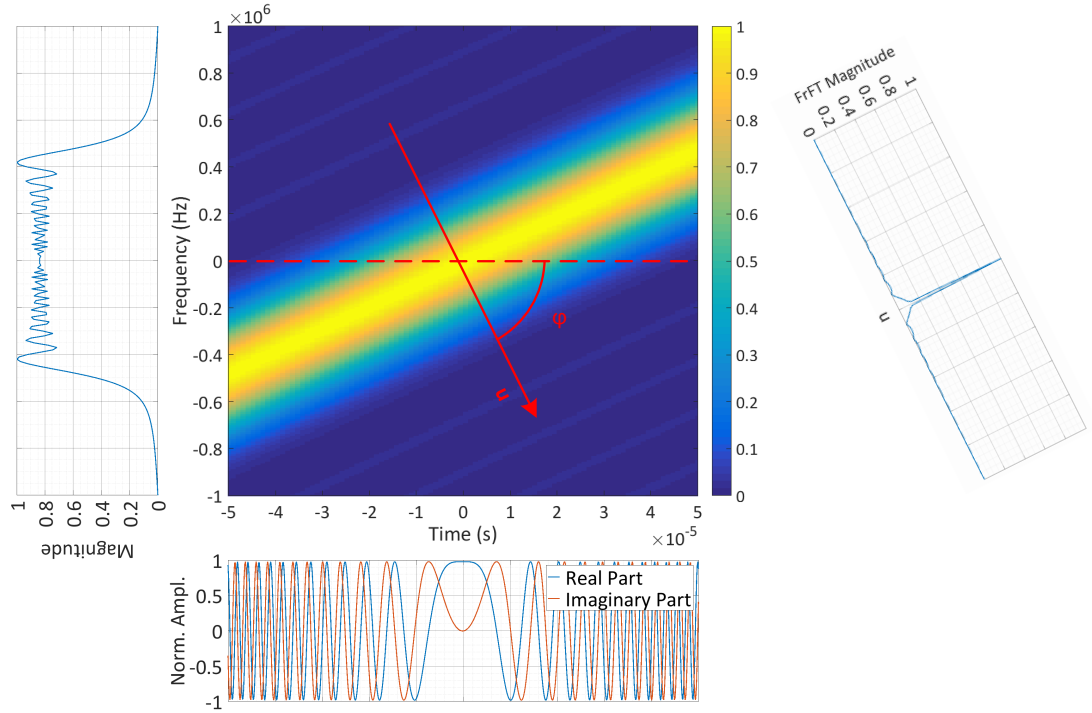 ×10^6
1
0.8
0.6
0.4
0.2
0
-0.2
-0.4
-0.6
-0.8
-1
Frequency (Hz)
-5 -4 -3 -2 -1 0 1 2 3 4 5
Time (s)
×10^-5
φ
u
1
0.9
0.8
0.7
0.6
0.5
0.4
0.3
0.2
0.1
0
1 0.8 0.6 0.4 0.2 0
Magnitude
FrFT Magnitude
0 0.2 0.4 0.6 0.8 1
u
1
0.5
0
-0.5
-1
Norm. Ampl.
Real Part
Imaginary Part